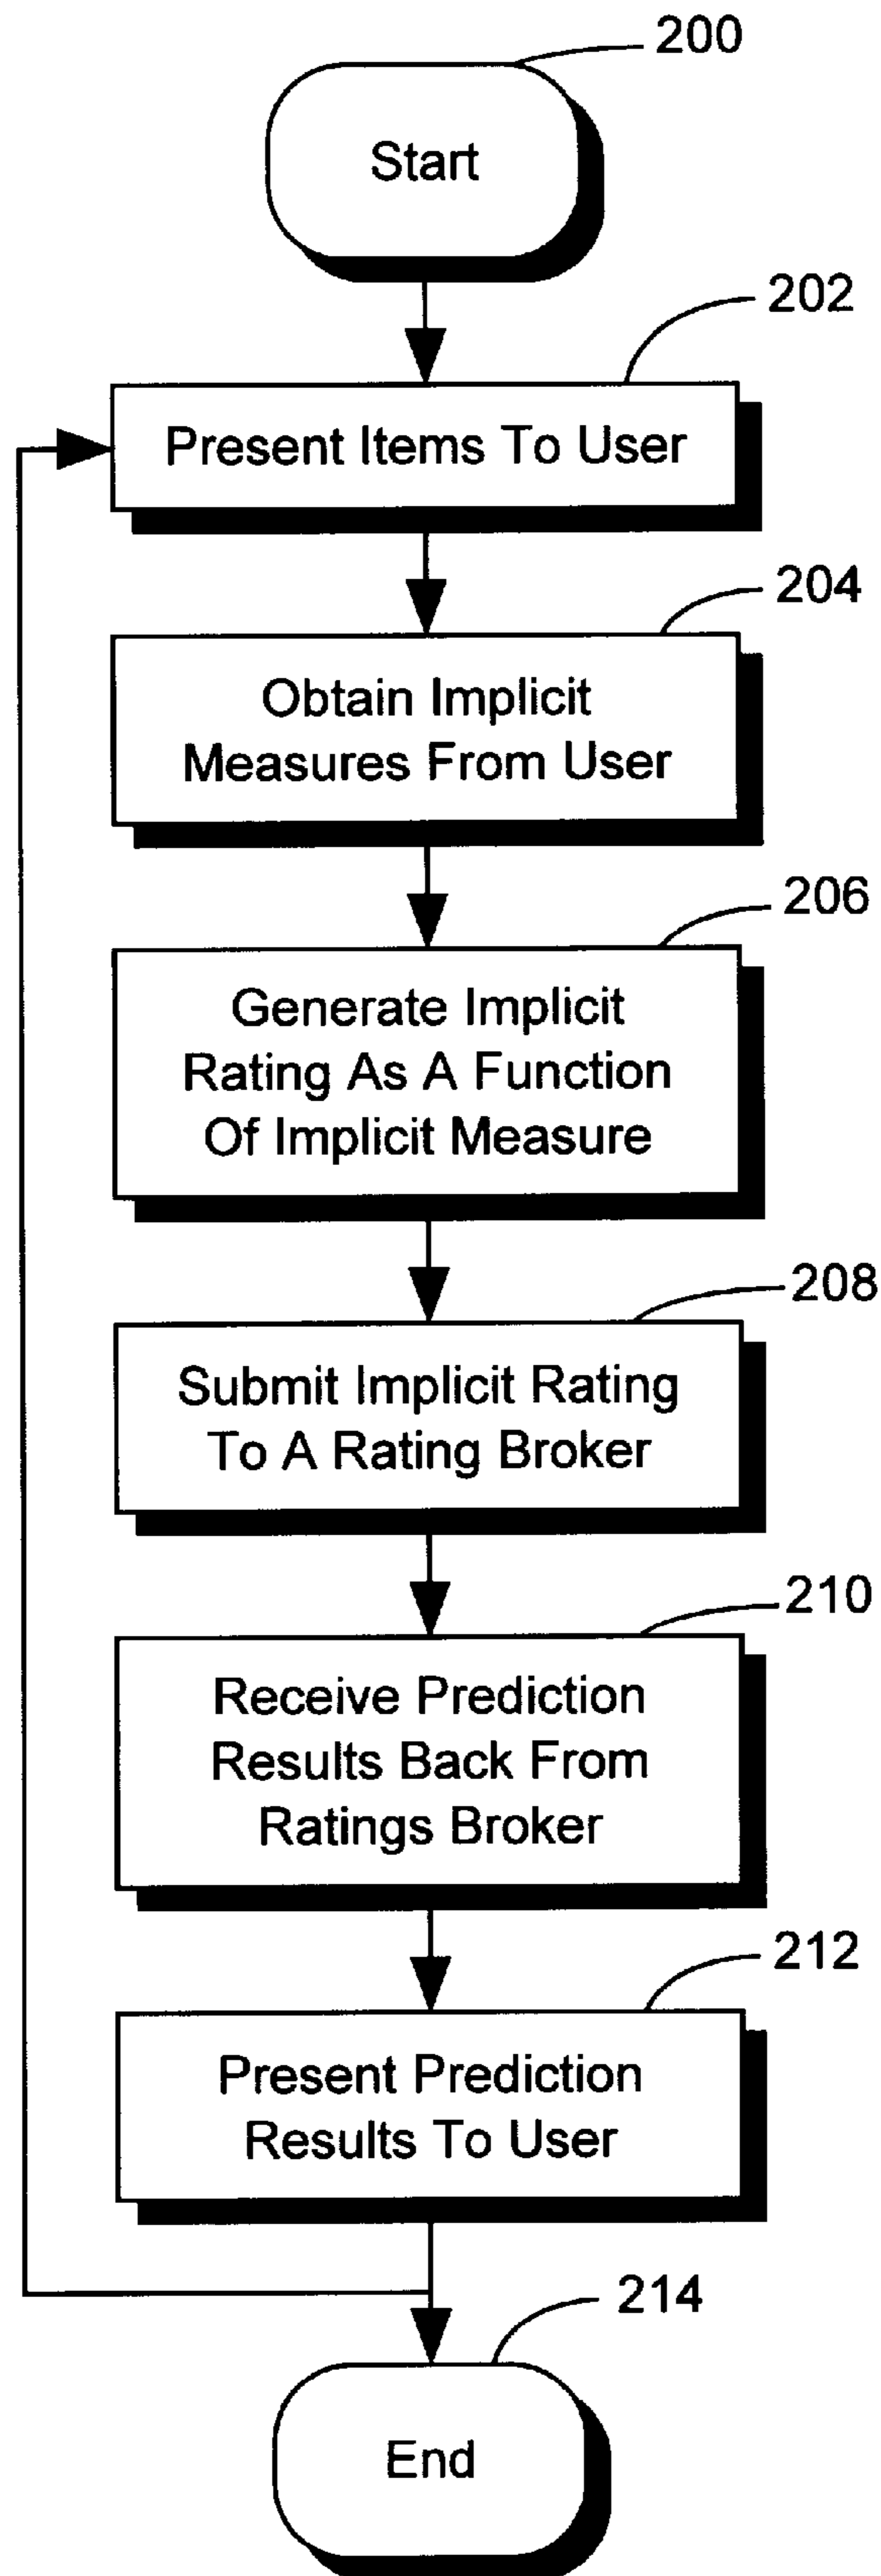 200
Start
202
Present Items To User
204
Obtain Implicit
Measures From User
206
Generate Implicit
Rating As A Function
Of Implicit Measure
208
Submit Implicit Rating
To A Rating Broker
210
Receive Prediction
Results Back From
Ratings Broker
212
Present Prediction
Results To User
214
End